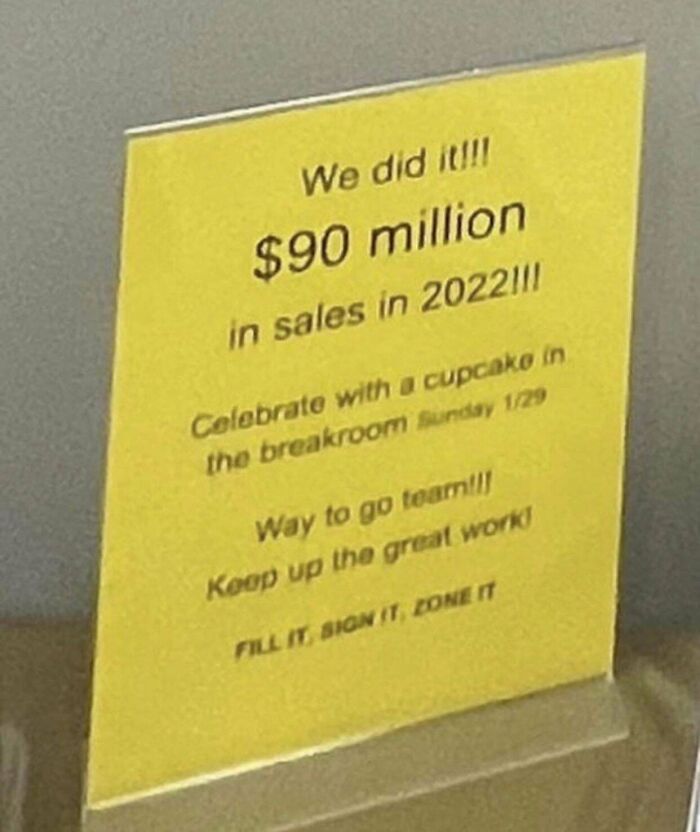 We did it!!!
$90 million
in sales in 2022!!!
Celebrate with a cupcake in
the breakroom Sunday 1/29
Way to go team!!!
Keep up the great work!
FILL IT, SIGN IT, ZONE IT